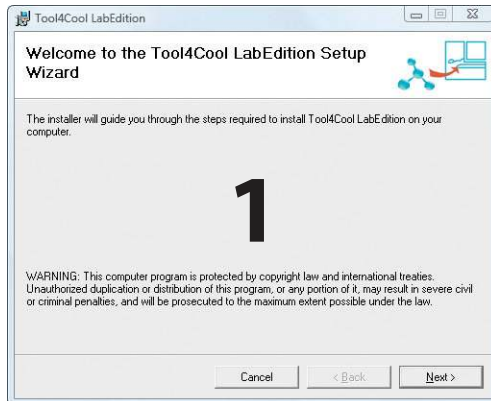 Tool4Cool LabEdition
Welcome to the Tool4Cool LabEdition Setup
Wizard
The installer will guide you through the steps required to install Tool4Cool LabEdition on your
computer.
1
WARNING: This computer program is protected by copyright law and international treaties.
Unauthorized duplication or distribution of this program, or any portion of it, may result in severe civil
or criminal penalties, and will be prosecuted to the maximum extent possible under the law.
Cancel
< Back
Next >